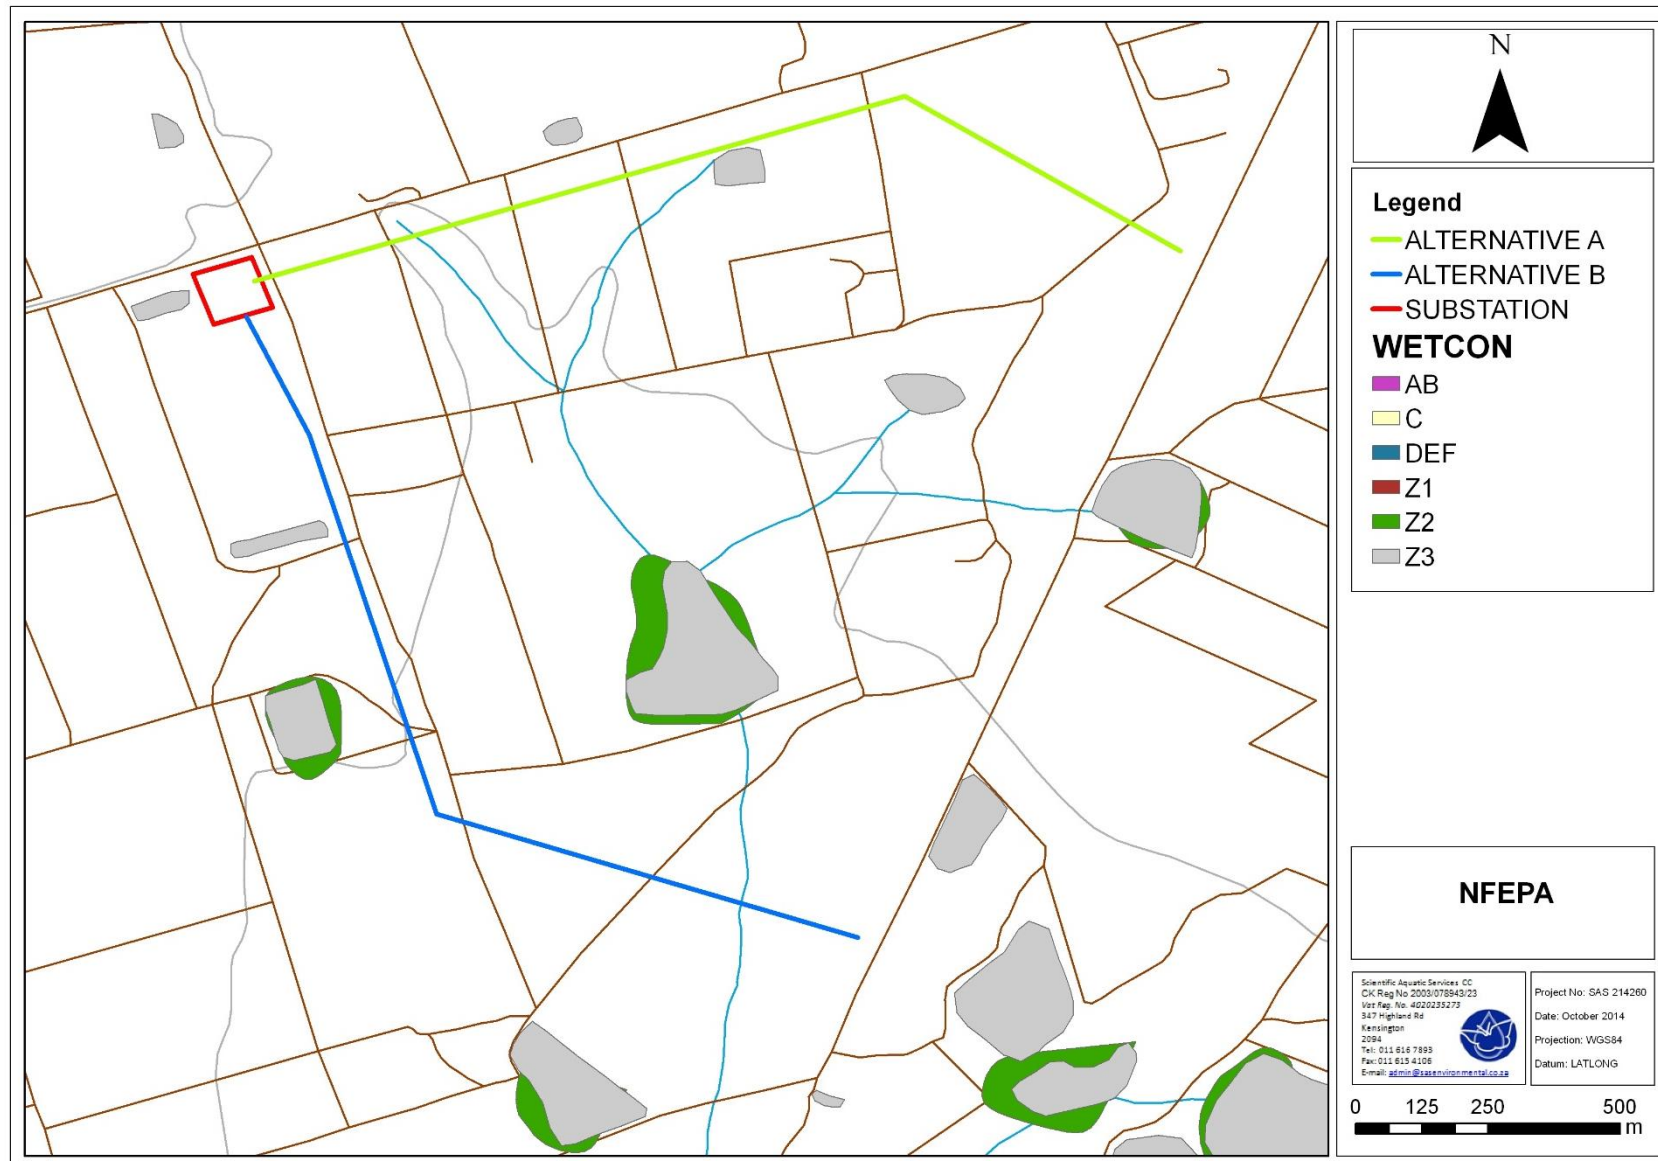 N
Legend
ALTERNATIVE A
ALTERNATIVE B
SUBSTATION
WETCON
AB
C
DEF
Z1
Z2
Z3
NFEPA
Scientific Aquatic Services CC
CK Reg No 2003/078943/23
Vat Reg. No. 4020235273
347 Highland Rd
Kensington
2094
Tel: 011 616 7893
Fax: 011 615 4106
E-mail: admin@sasenvironmental.co.za
Project No: SAS 214260
Date: October 2014
Projection: WGS84
Datum: LATLONG
0 125 250 500
m